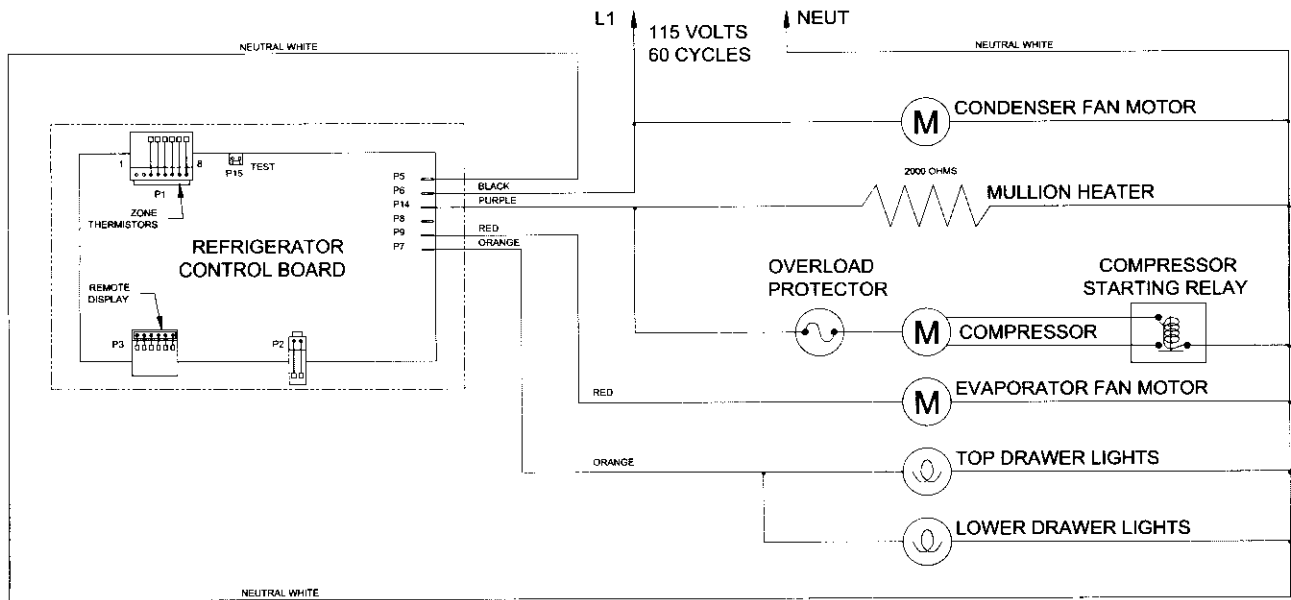 L1
NEUT
115 VOLTS
60 CYCLES
NEUTRAL WHITE
NEUTRAL WHITE
CONDENSER FAN MOTOR
M
1
8
P15
TEST
P1
ZONE
THERMISTORS
P5
P6
P14
P8
P9
P7
BLACK
PURPLE
RED
ORANGE
2000 OHMS
MULLION HEATER
REFRIGERATOR
CONTROL BOARD
OVERLOAD
PROTECTOR
COMPRESSOR
STARTING RELAY
M
COMPRESSOR
REMOTE
DISPLAY
P3
P2
RED
M
EVAPORATOR FAN MOTOR
ORANGE
TOP DRAWER LIGHTS
LOWER DRAWER LIGHTS
NEUTRAL WHITE